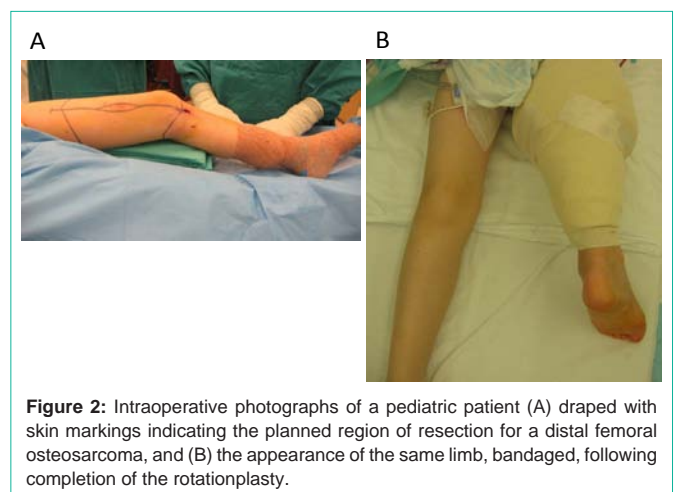 A
B
Figure 2: Intraoperative photographs of a pediatric patient (A) draped with
skin markings indicating the planned region of resection for a distal femoral
osteosarcoma, and (B) the appearance of the same limb, bandaged, following
completion of the rotationplasty.